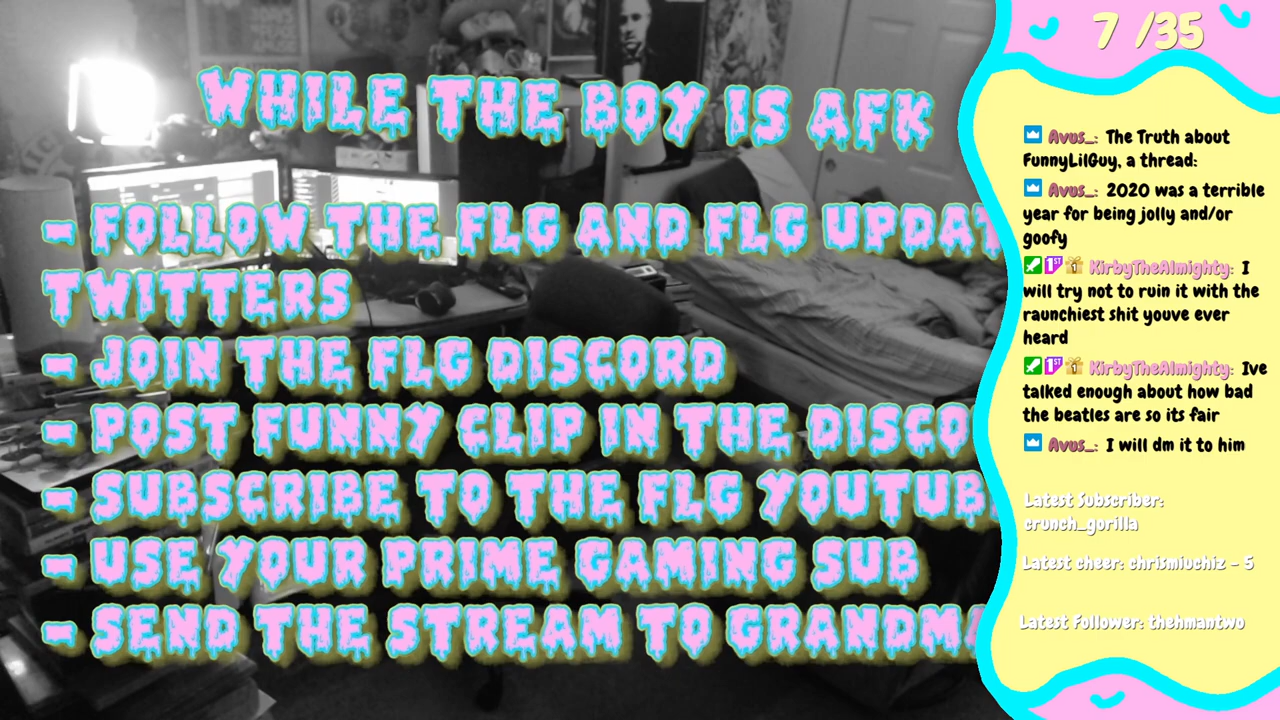 WHILE THE BOY IS AFK
- FOLLOW THE FLG AND FLG UPDAT
TWITTERS
- JOIN THE FLG DISCORD
- POST FUNNY CLIP IN THE DISCO
- SUBSCRIBE TO THE FLG YOUTUB
- USE YOUR PRIME GAMING SUB
- SEND THE STREAM TO GRANDMA
7 /35
Avus_: The Truth about
FunnyLilGuy, a thread:
Avus_: 2020 was a terrible
year for being jolly and/or
goofy
1ST 1 KirbyTheAlmighty: I
will try not to ruin it with the
raunchiest shit youve ever
heard
1ST 1 KirbyTheAlmighty: Ive
talked enough about how bad
the beatles are so its fair
Avus_: I will dm it to him
Latest Subscriber:
crunch_gorilla
Latest cheer: chrismiuchiz - 5
Latest Follower: thehmantwo